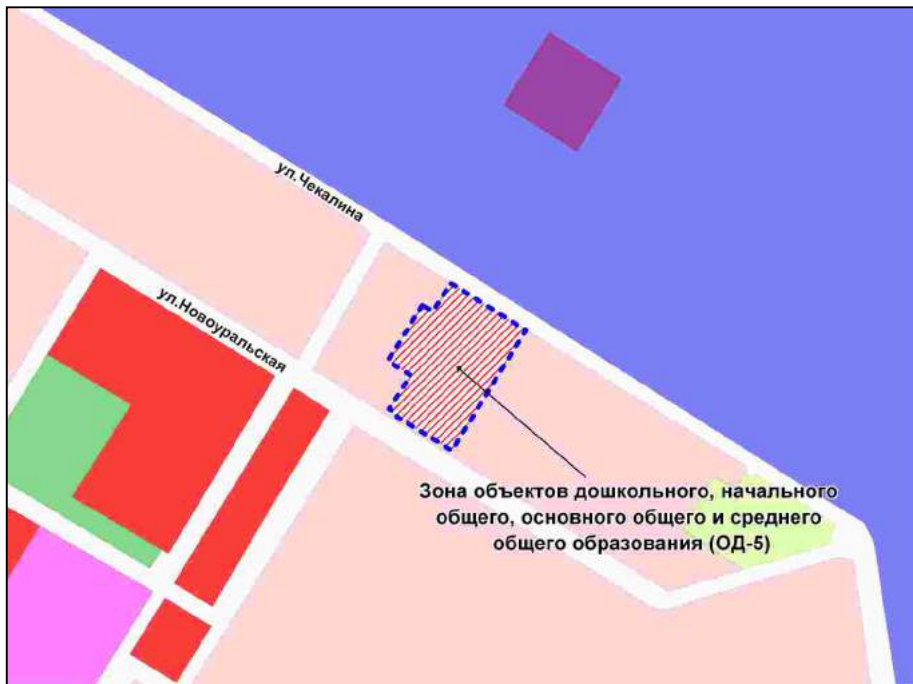 ул.Чекалина
ул.Новоуральская
Зона объектов дошкольного, начального
общего, основного общего и среднего
общего образования (ОД-5)